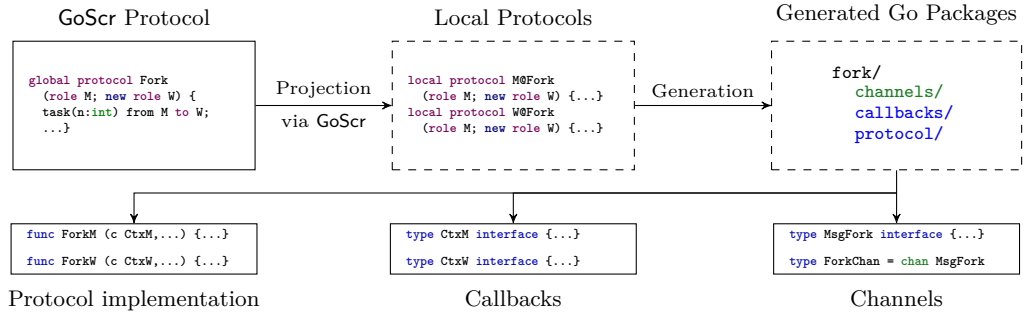 GoScr Protocol
global protocol Fork
(role M; new role W) {
task(n:int) from M to W;
...}
Projection
via GoScr
Local Protocols
local protocol M@Fork
(role M; new role W) {...}
local protocol W@Fork
(role M; new role W) {...}
Generation
Generated Go Packages
fork/
channels/
callbacks/
protocol/
func ForkM (c CtxM,...) {...}
func ForkW (c CtxW,...) {...}
Protocol implementation
type CtxM interface {...}
type CtxW interface {...}
Callbacks
type MsgFork interface {...}
type ForkChan = chan MsgFork
Channels